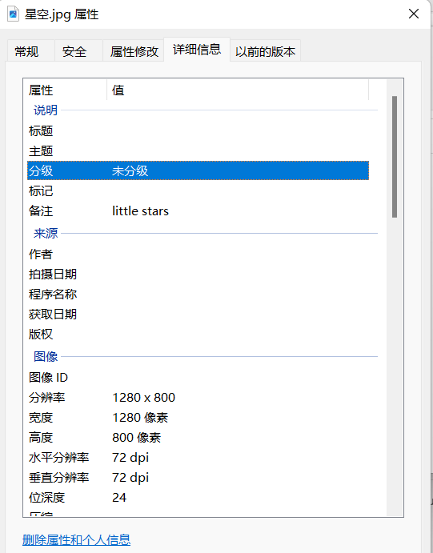 星空.jpg 属性
常规 安全 属性修改 详细信息 以前的版本
属性 值
说明
标题
主题
分级 未分级
标记
备注 little stars
来源
作者
拍摄日期
程序名称
获取日期
版权
图像
图像 ID
分辨率 1280 x 800
宽度 1280 像素
高度 800 像素
水平分辨率 72 dpi
垂直分辨率 72 dpi
位深度 24
删除属性和个人信息